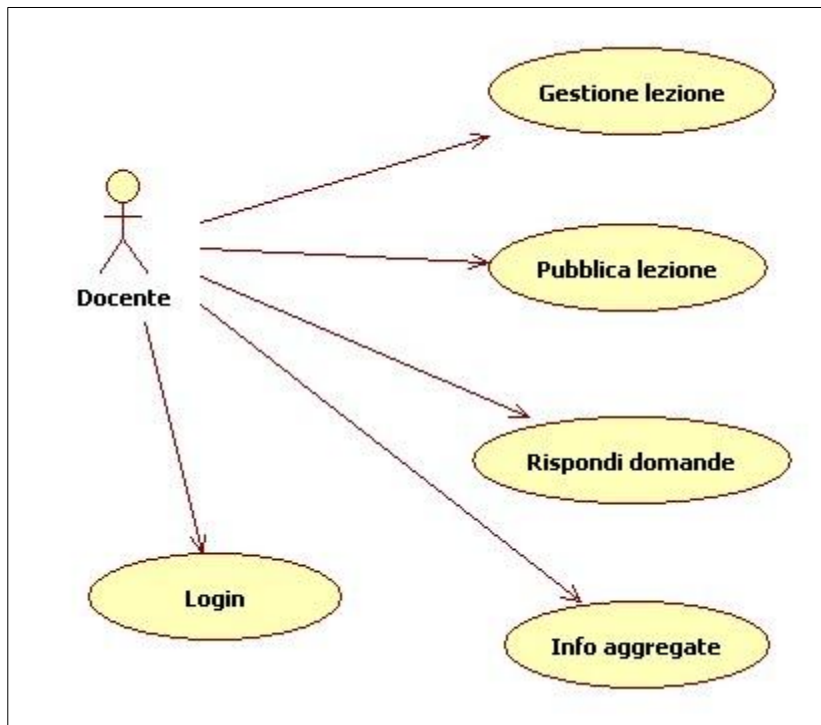 Gestione lezione
Pubblica lezione
Docente
Rispondi domande
Login
Info aggregate